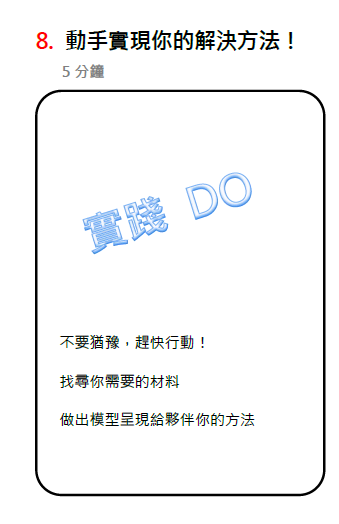 8. 動手實現你的解決方法！
5 分鐘
實踐 DO
不要猶豫，趕快行動！
找尋你需要的材料
做出模型呈現給夥伴你的方法